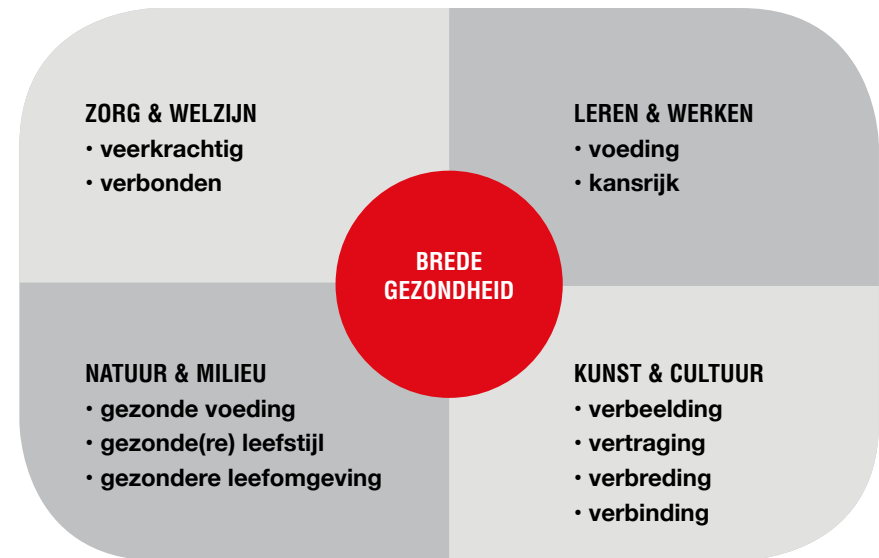 ZORG & WELZIJN
· veerkrachtig
· verbonden
LEREN & WERKEN
· voeding
· kansrijk
BREDE
GEZONDHEID
NATUUR & MILIEU
· gezonde voeding
· gezonde(re) leefstijl
· gezondere leefomgeving
KUNST & CULTUUR
· verbeelding
· vertraging
· verbreding
· verbinding